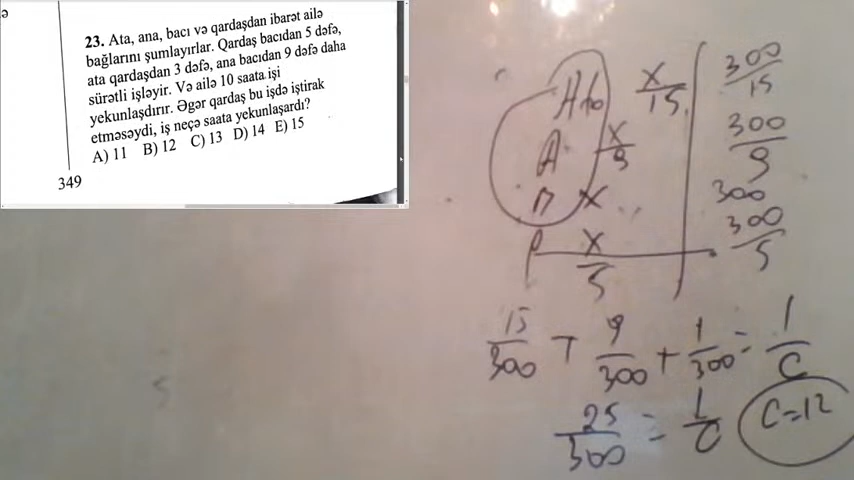 ə
23. Ata, ana, bacı və qardaşdan ibarət ailə
bağlarını şumlayırlar. Qardaş bacıdan 5 dəfə,
ata qardaşdan 3 dəfə, ana bacıdan 9 dəfə daha
sürətli işləyir. Və ailə 10 saata işi
yekunlaşdırır. Əgər qardaş bu işdə iştirak
etməsəydi, iş neçə saata yekunlaşardı?
A) 11 B) 12 C) 13 D) 14 E) 15
349
x/15 300/15
A x/9 300/9
x 300
x/5 300/5
15/300 + 9/300 + 1/300 = 1/C
25/300 = 1/C C=12